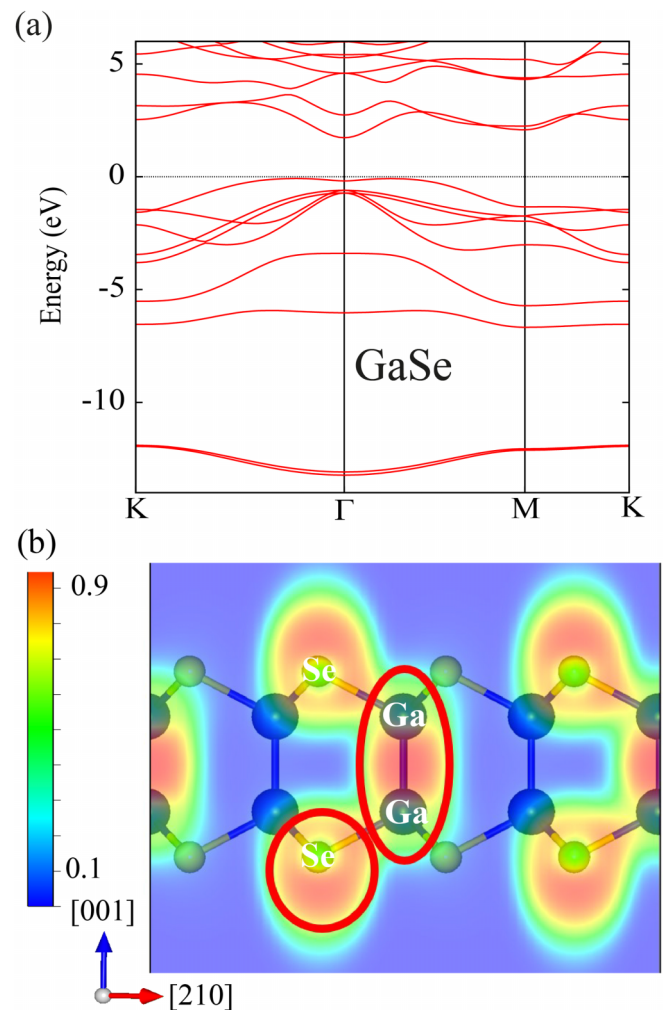 (a)
5
0
-5
-10
Energy (eV)
GaSe
K
Γ
M
K
(b)
0.9
0.1
Se
Ga
Ga
Se
[001]
[210]